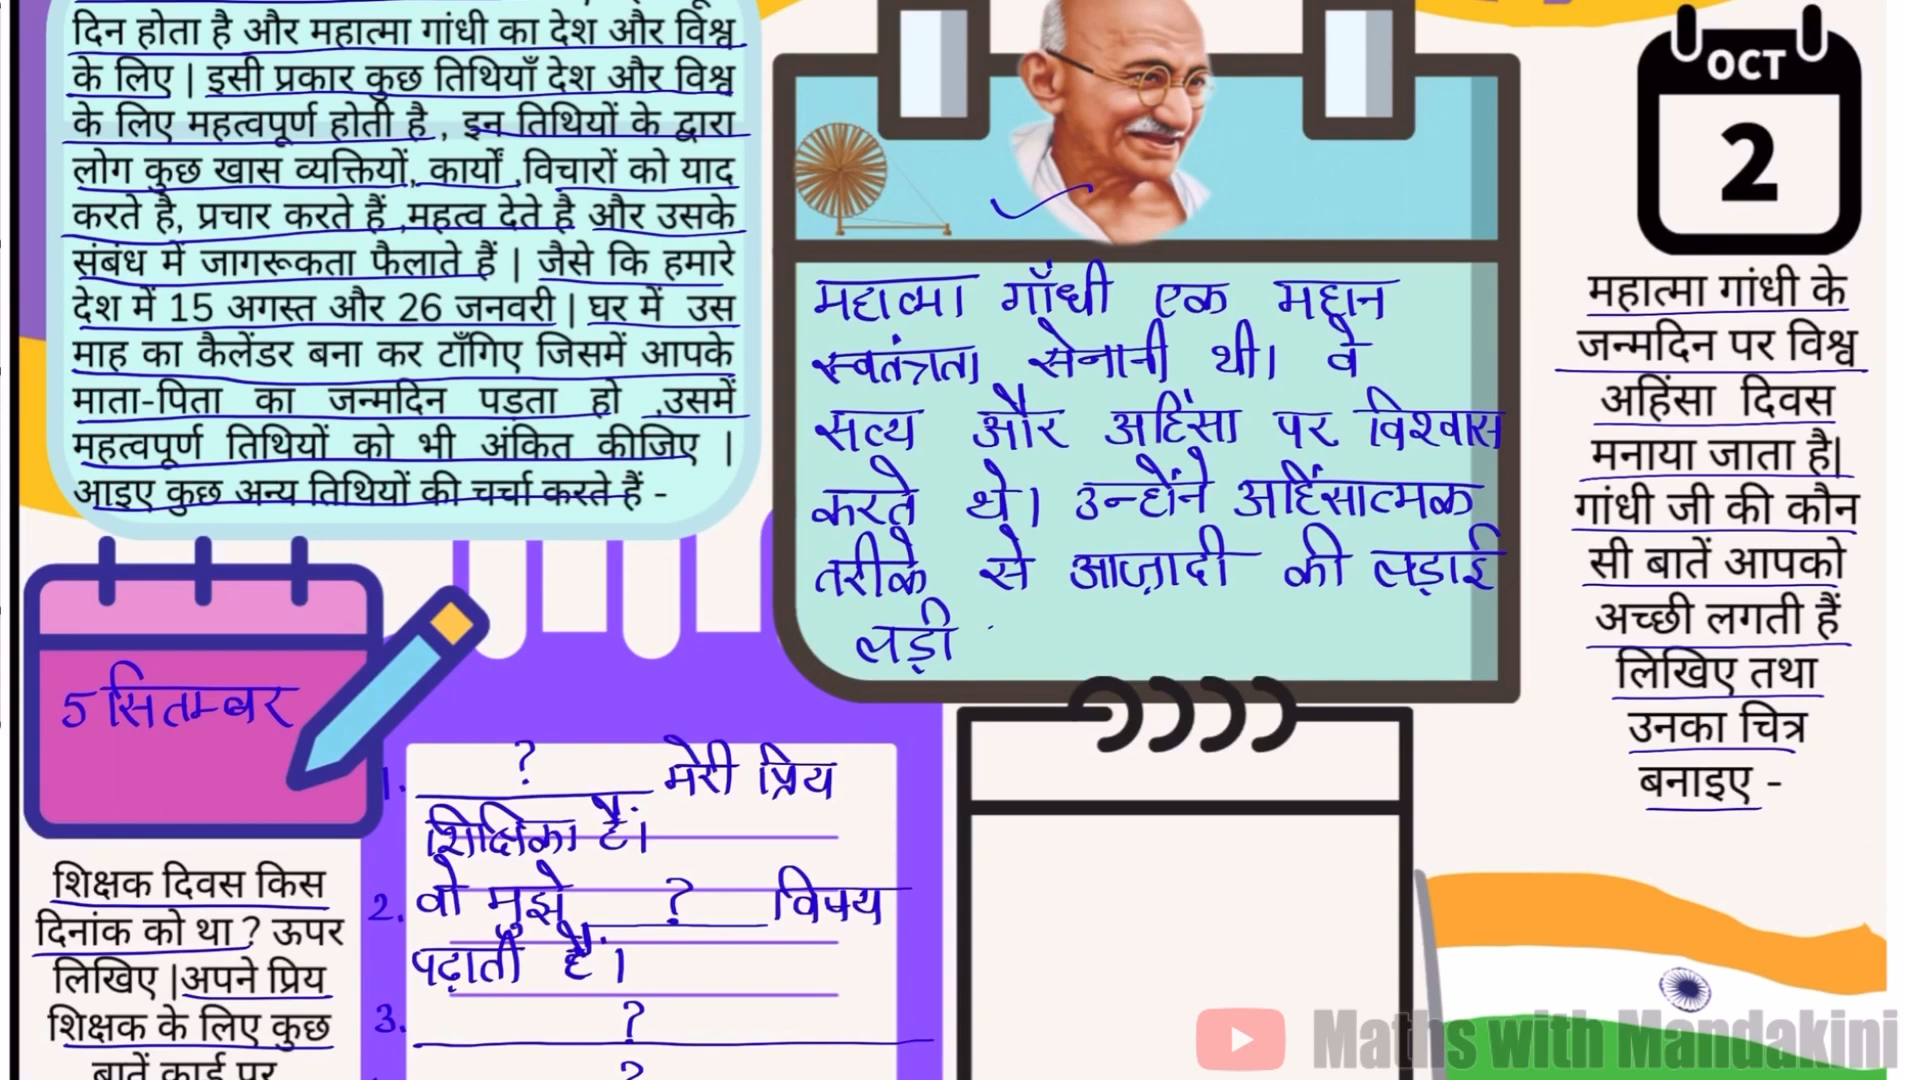 दिन होता है और महात्मा गांधी का देश और विश्व
के लिए | इसी प्रकार कुछ तिथियाँ देश और विश्व
के लिए महत्वपूर्ण होती है , इन तिथियों के द्वारा
लोग कुछ खास व्यक्तियों, कार्यों ,विचारों को याद
करते है, प्रचार करते हैं ,महत्व देते है और उसके
संबंध में जागरूकता फैलाते हैं | जैसे कि हमारे
देश में 15 अगस्त और 26 जनवरी | घर में उस
माह का कैलेंडर बना कर टाँगिए जिसमें आपके
माता-पिता का जन्मदिन पड़ता हो ,उसमें
महत्वपूर्ण तिथियों को भी अंकित कीजिए |
आइए कुछ अन्य तिथियों की चर्चा करते हैं -
5 सितम्बर
शिक्षक दिवस किस
दिनांक को था ? ऊपर
लिखिए |अपने प्रिय
शिक्षक के लिए कुछ
बातें कार्ड पर
1. ? मेरी प्रिय
शिक्षिका हैं।
2. वो मुझे ? विषय
पढ़ाती हैं।
3. ?
?
महात्मा गाँधी एक महान
स्वतंत्रता सेनानी थी। वे
सत्य और अहिंसा पर विश्वास
करते थे। उन्होंने अहिंसात्मक
तरीके से आज़ादी की लड़ाई
लड़ी
OCT
2
महात्मा गांधी के
जन्मदिन पर विश्व
अहिंसा दिवस
मनाया जाता है|
गांधी जी की कौन
सी बातें आपको
अच्छी लगती हैं
लिखिए तथा
उनका चित्र
बनाइए -
Maths with Mandakini